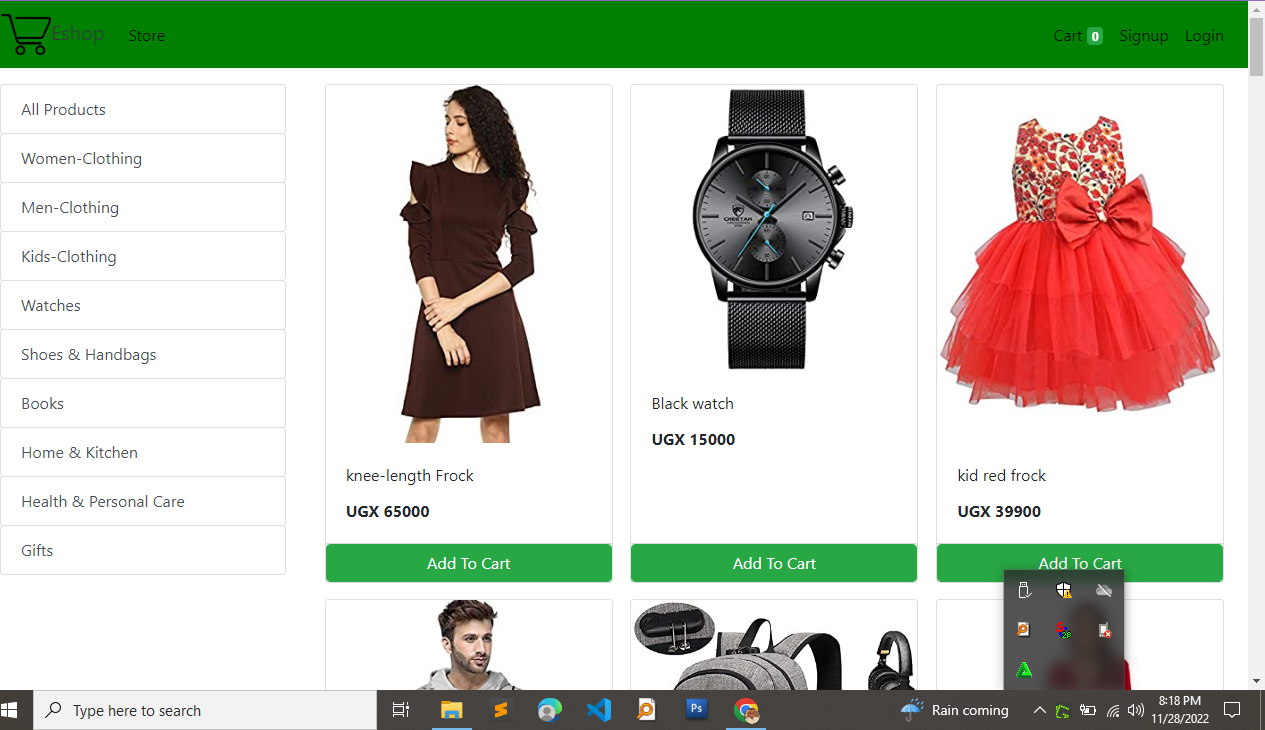 Eshop Store Cart 0 Signup Login
All Products
Women-Clothing
Men-Clothing
Kids-Clothing
Watches
Shoes & Handbags
Books
Home & Kitchen
Health & Personal Care
Gifts
knee-length Frock
UGX 65000
Add To Cart
CHEETAH
Black watch
UGX 15000
Add To Cart
kid red frock
UGX 39900
Add To Cart
Type here to search
Ps
Rain coming
8:18 PM
11/28/2022